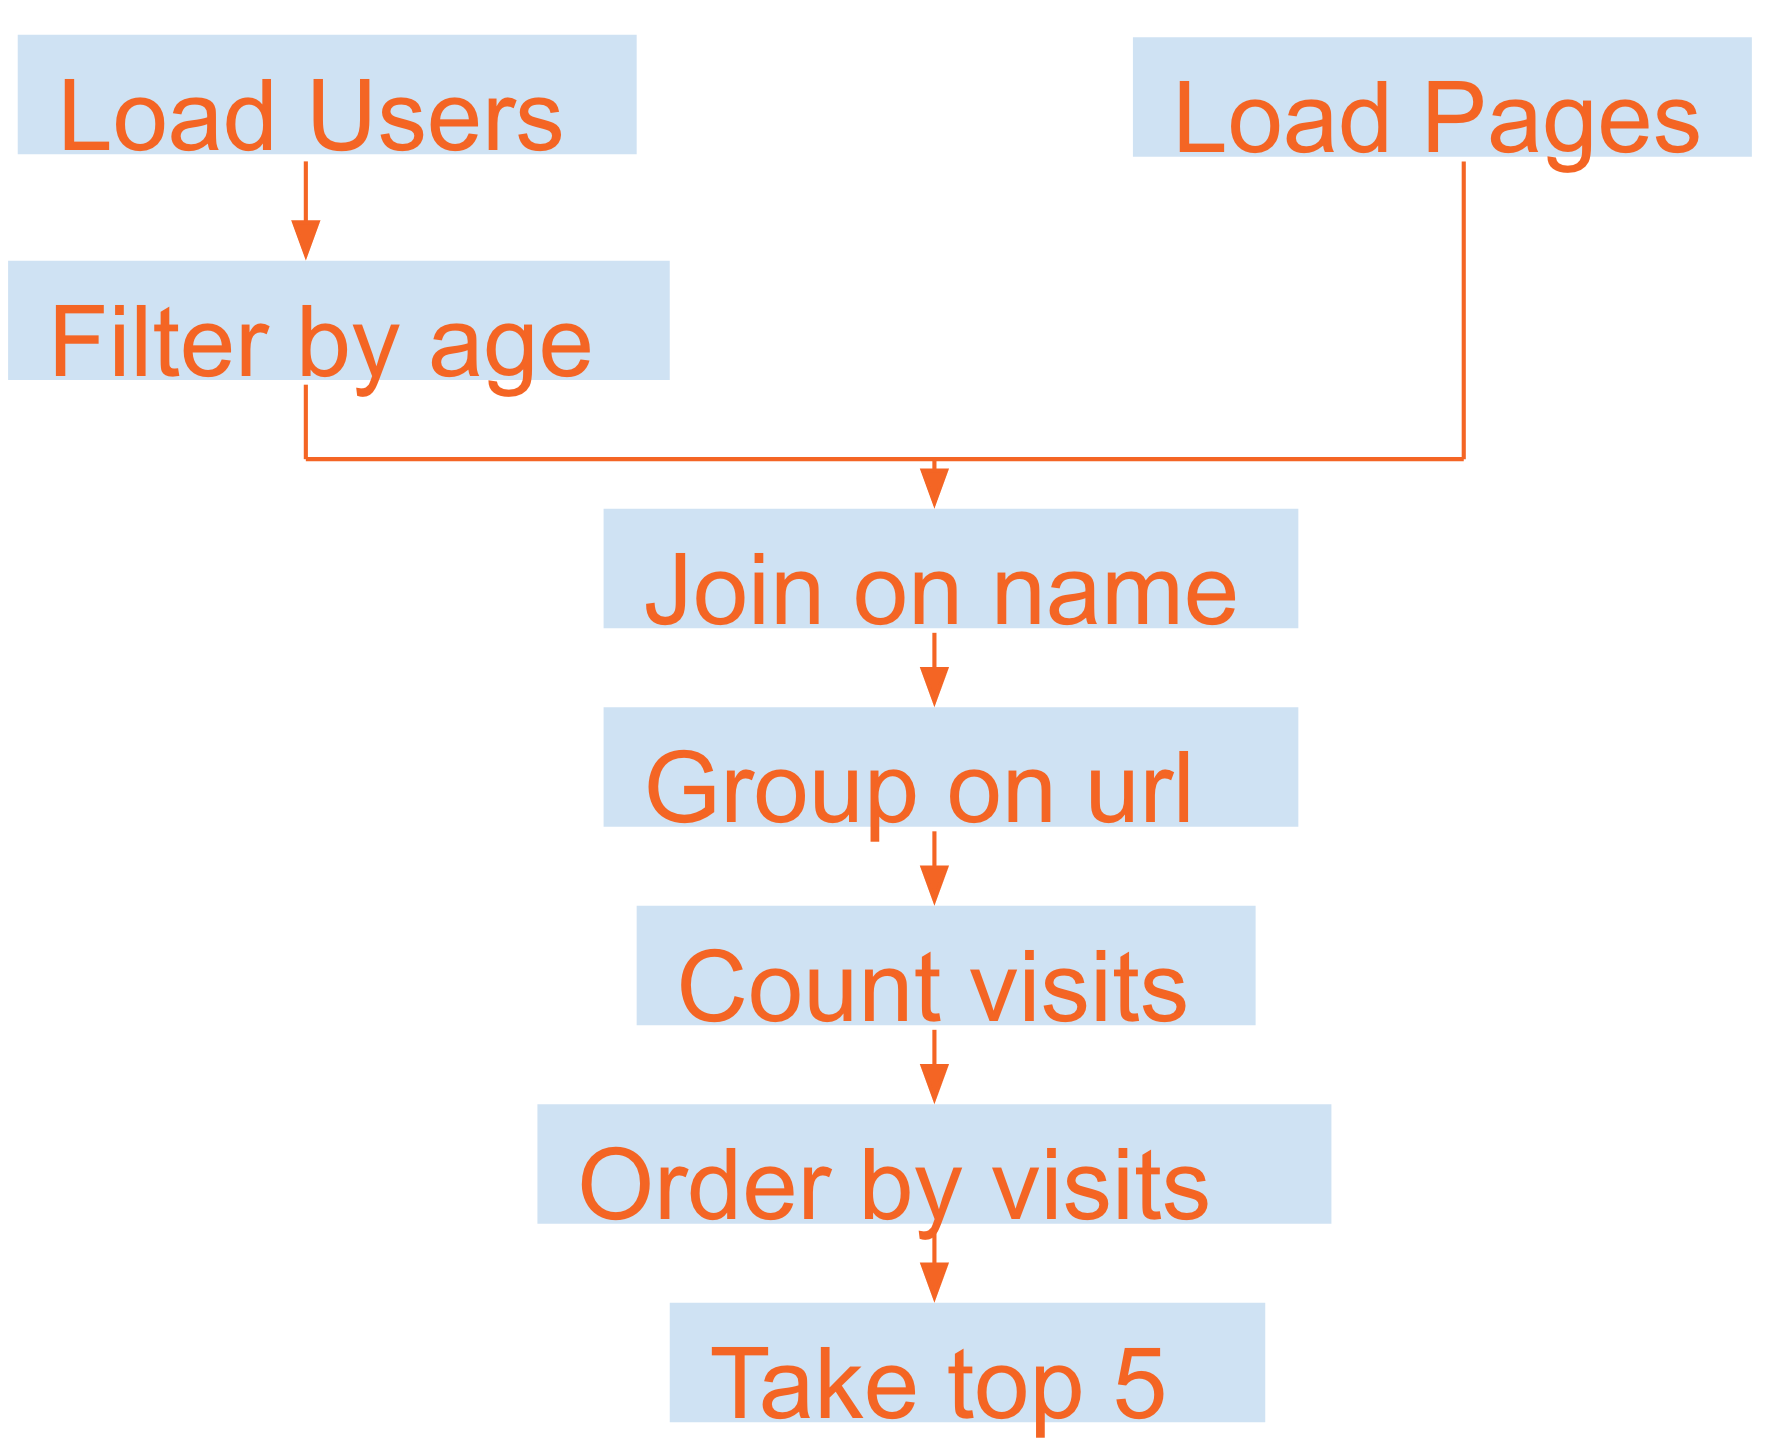 Load Users
Load Pages
Filter by age
Join on name
Group on url
Count visits
Order by visits
Take top 5